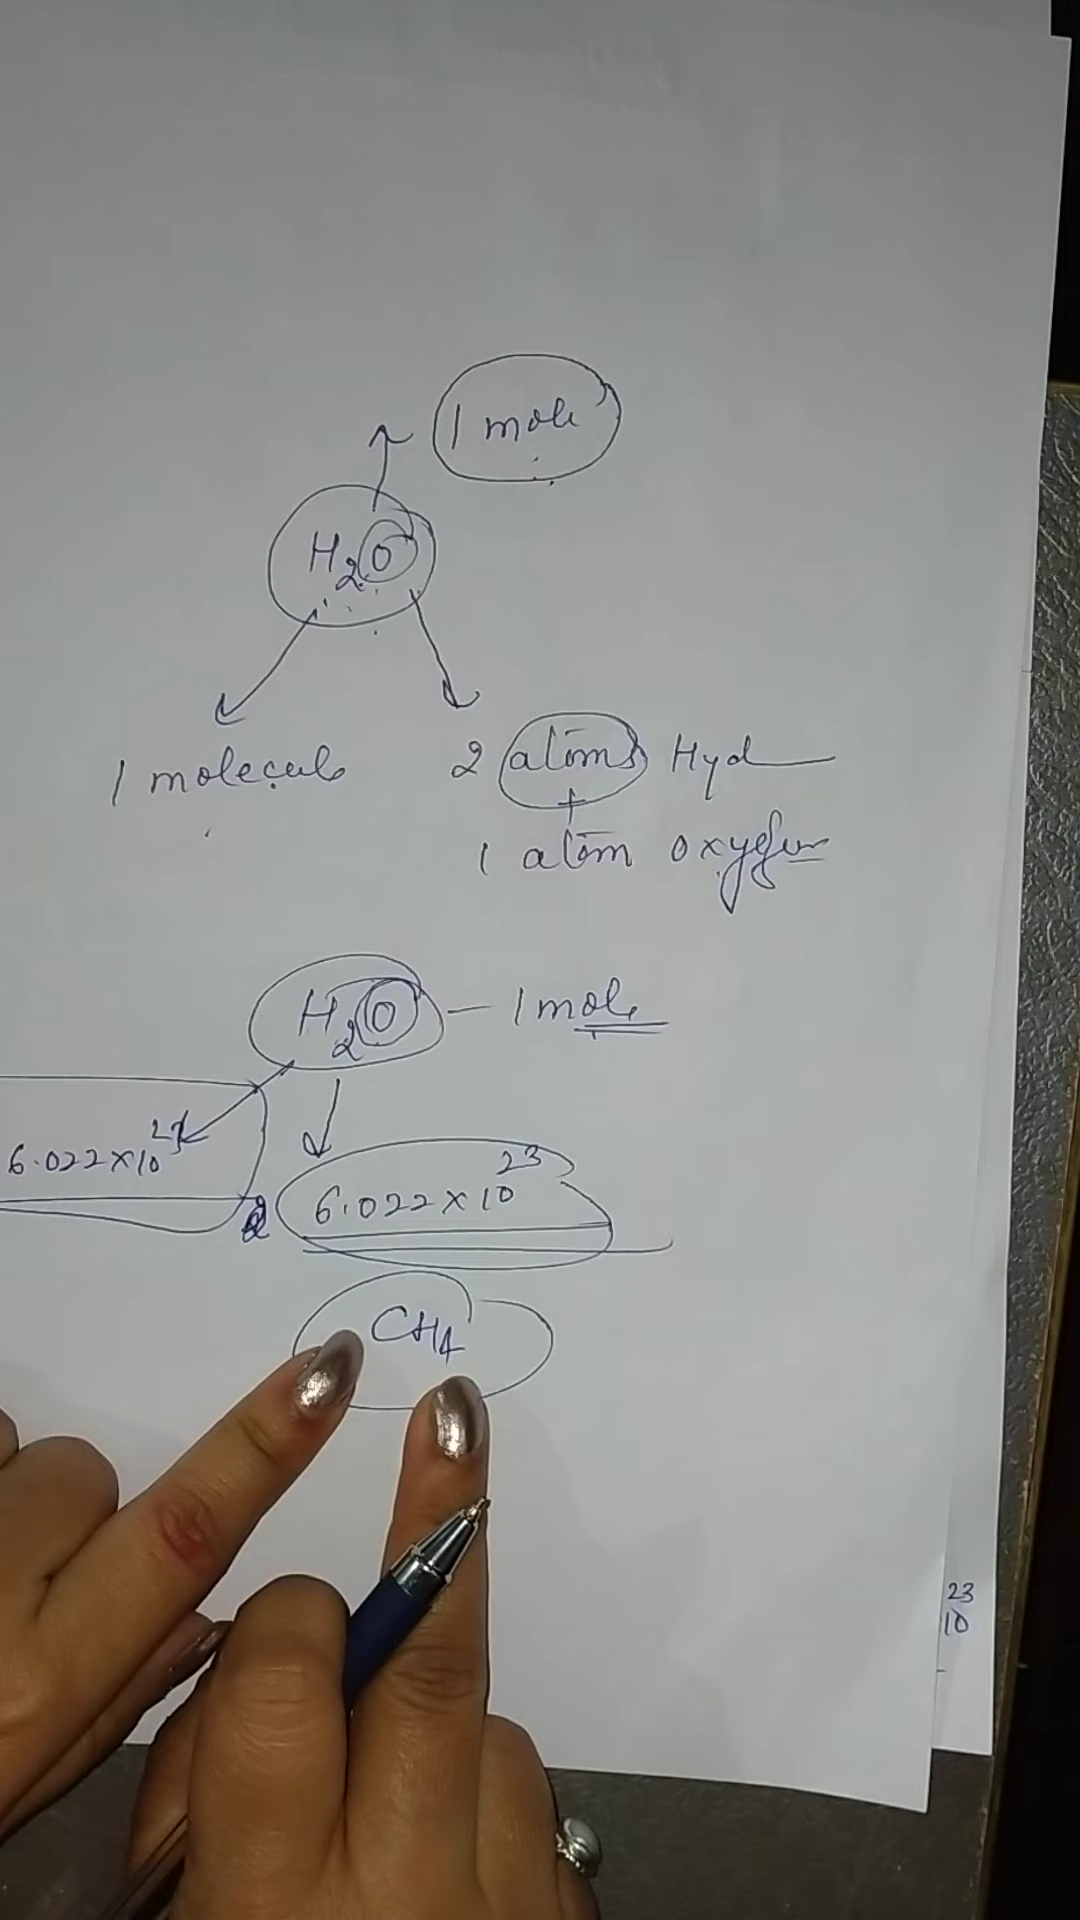 1 mole
H2O
1 molecule 2 atoms Hyd
+
1 atom oxygen
H2O — 1 mole
6.022×10^23
2 6.022×10^23
CH4
23
10